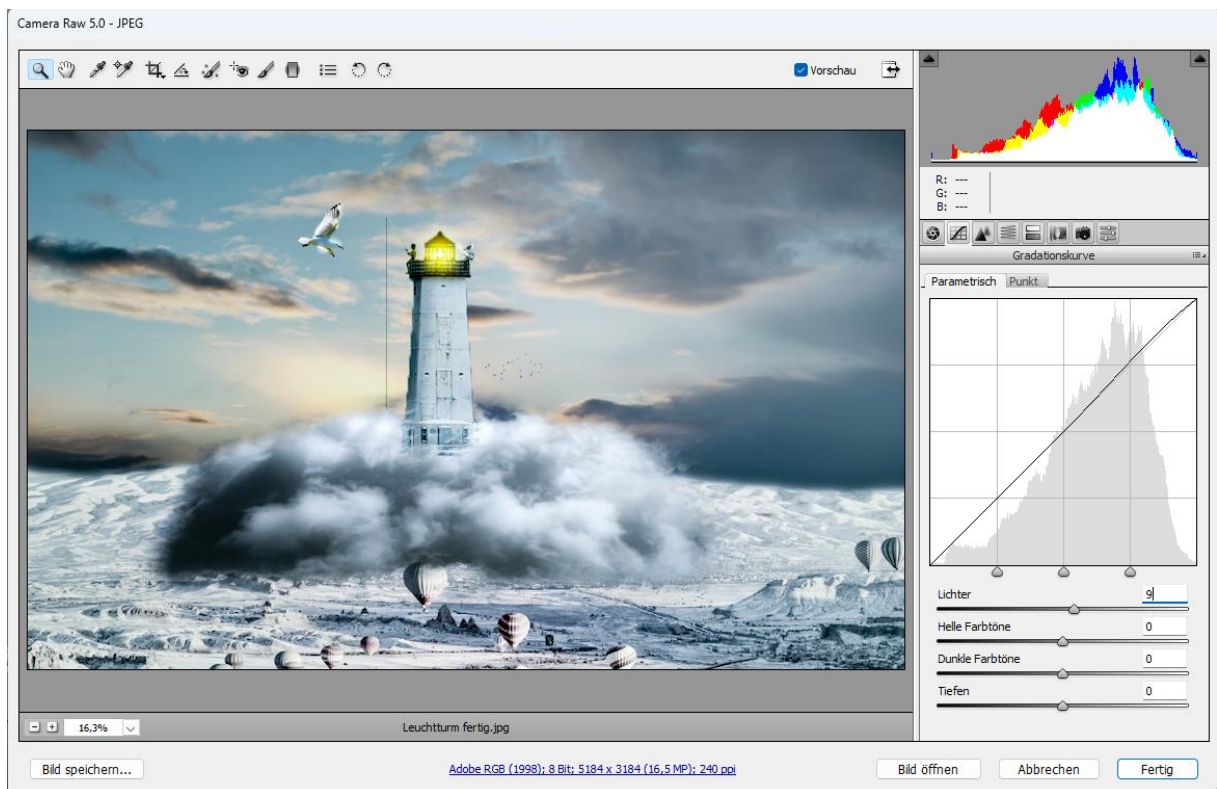 Camera Raw 5.0 - JPEG
Vorschau
R: ---
G: ---
B: ---
Gradationskurve
Parametrisch Punkt
Lichter 9
Helle Farbtöne 0
Dunkle Farbtöne 0
Tiefen 0
16,3% Leuchtturm fertig.jpg
Bild speichern... Adobe RGB (1998); 8 Bit; 5184 x 3184 (16,5 MP); 240 ppi Bild öffnen Abbrechen Fertig